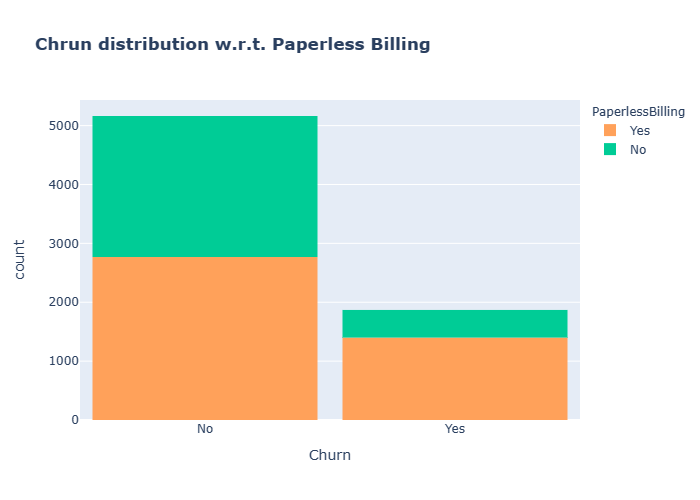 Chrun distribution w.r.t. Paperless Billing
PaperlessBilling
Yes
No
5000
4000
3000
2000
1000
0
count
No
Yes
Churn